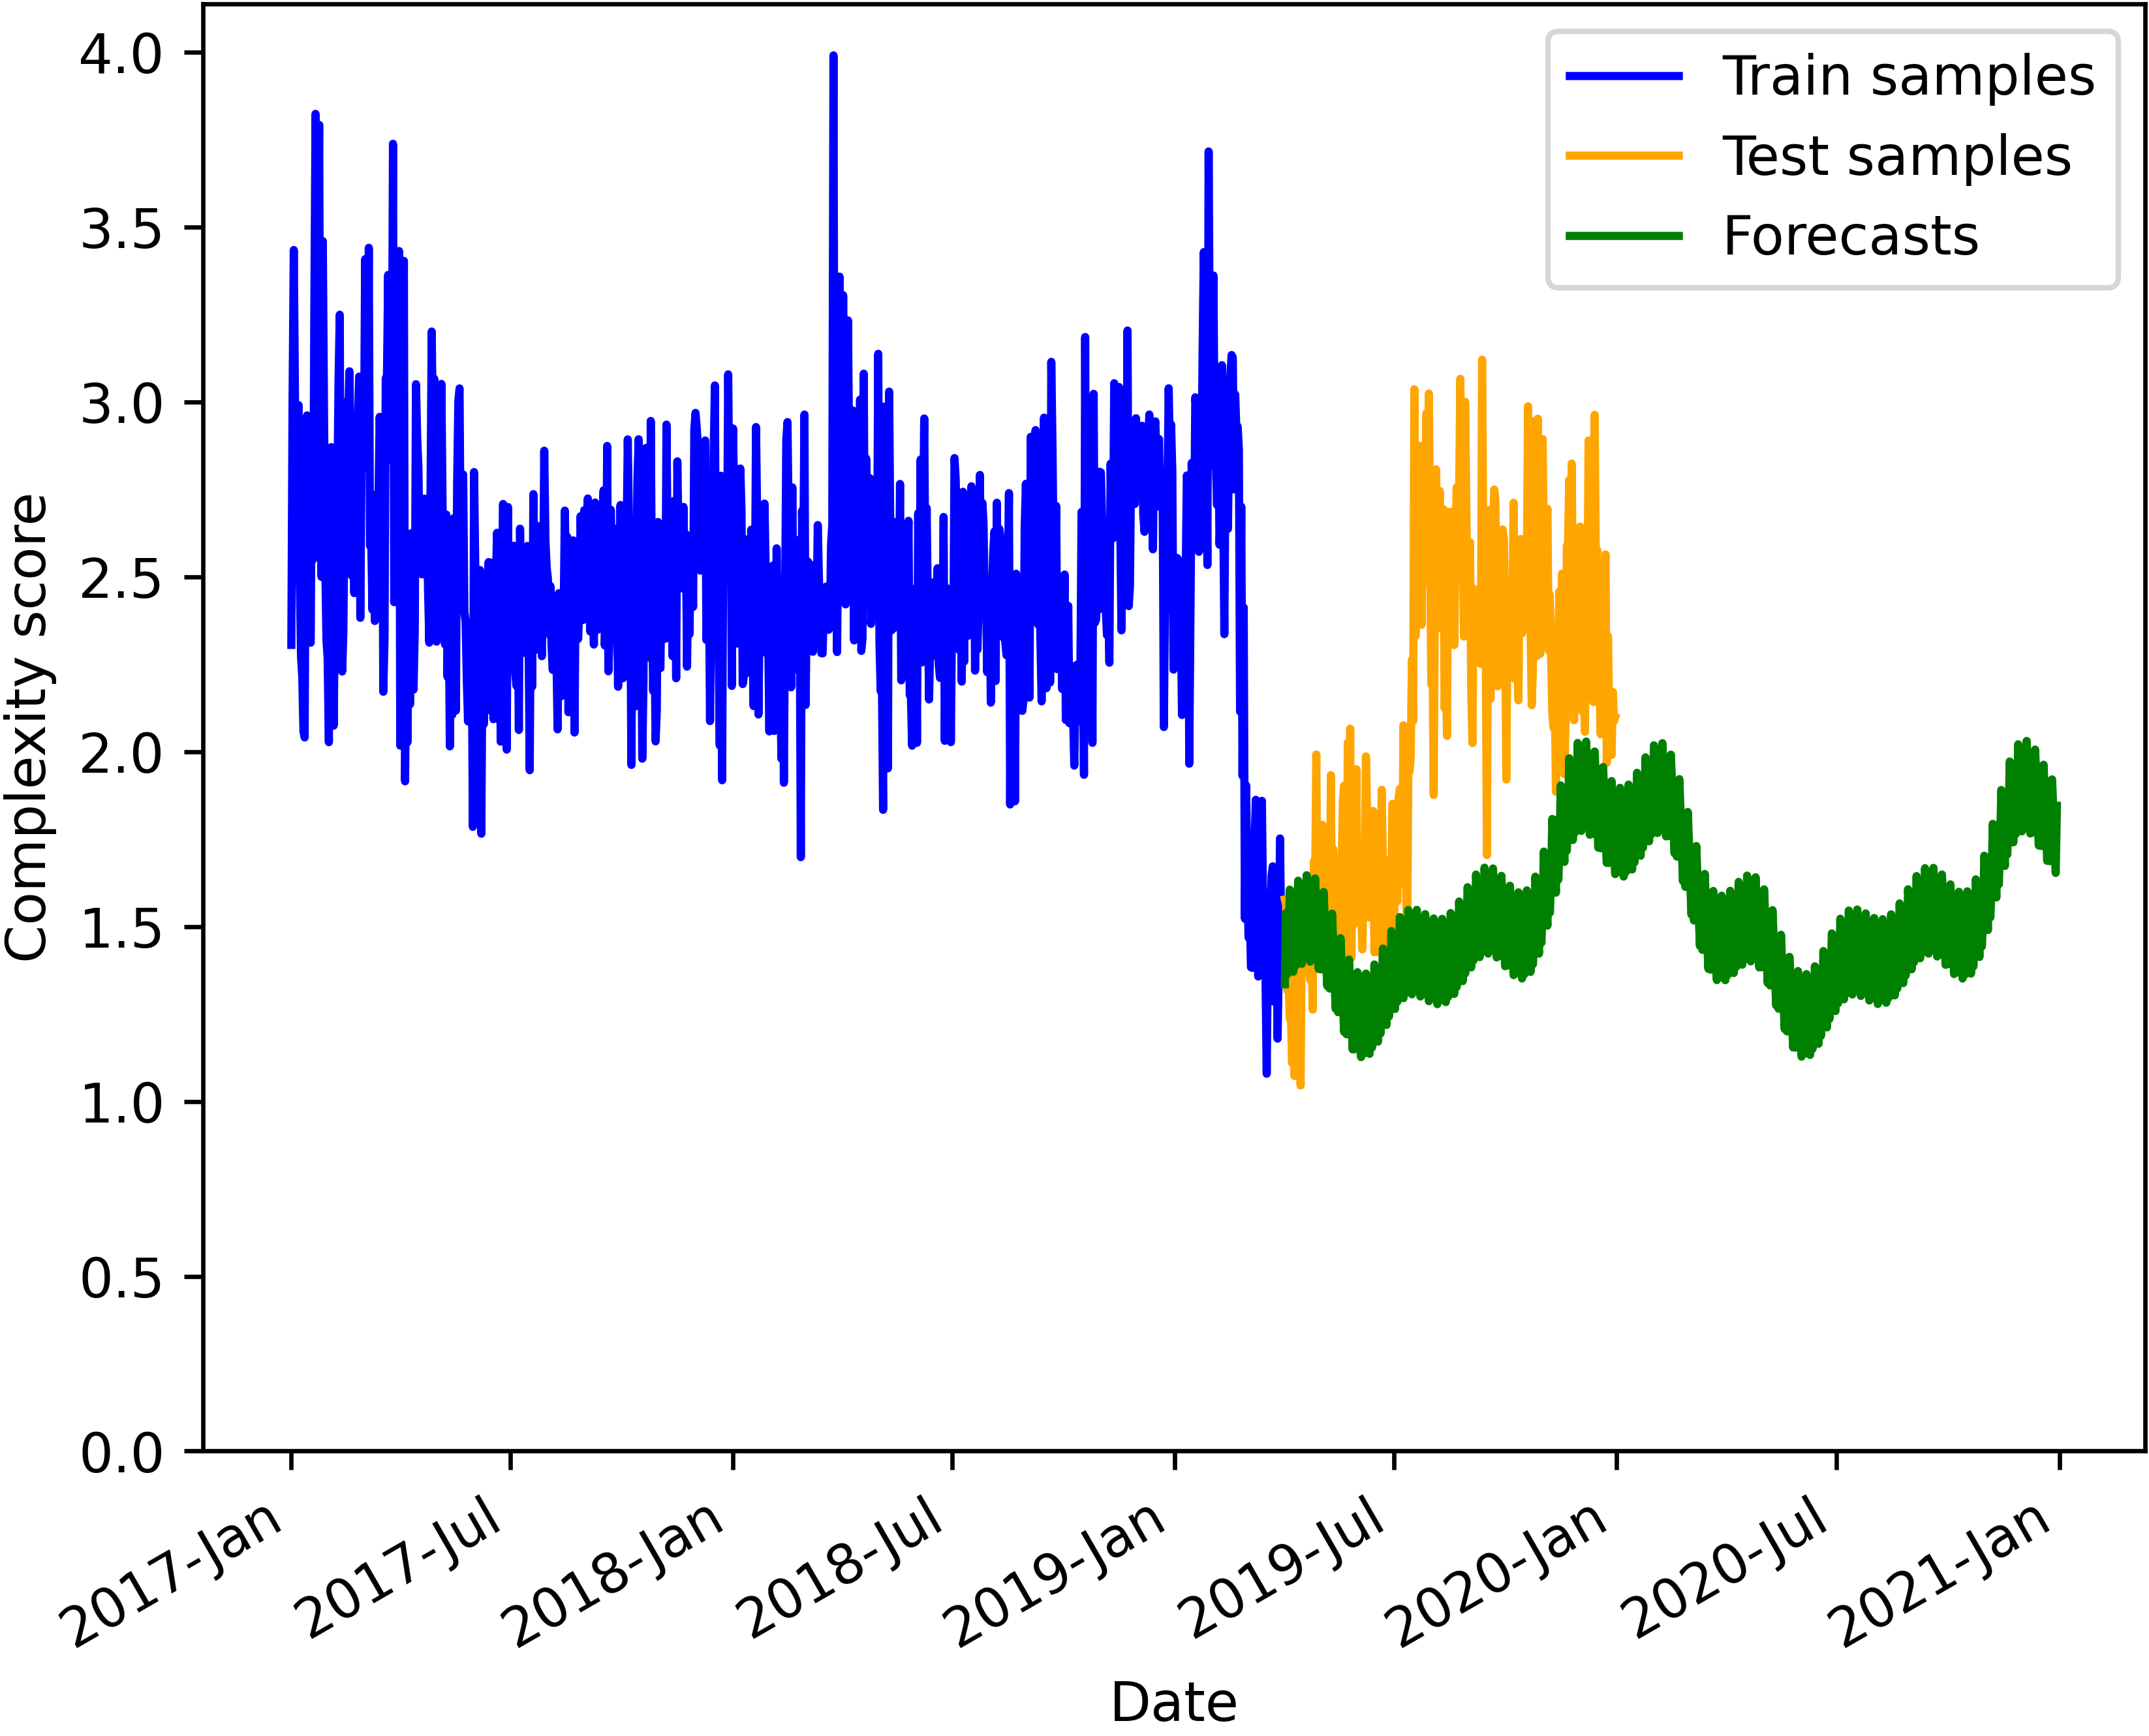 4.0
3.5
3.0
2.5
2.0
1.5
1.0
0.5
0.0
Complexity score
Train samples
Test samples
Forecasts
2017-Jan
2017-Jul
2018-Jan
2018-Jul
2019-Jan
2019-Jul
2020-Jan
2020-Jul
2021-Jan
Date